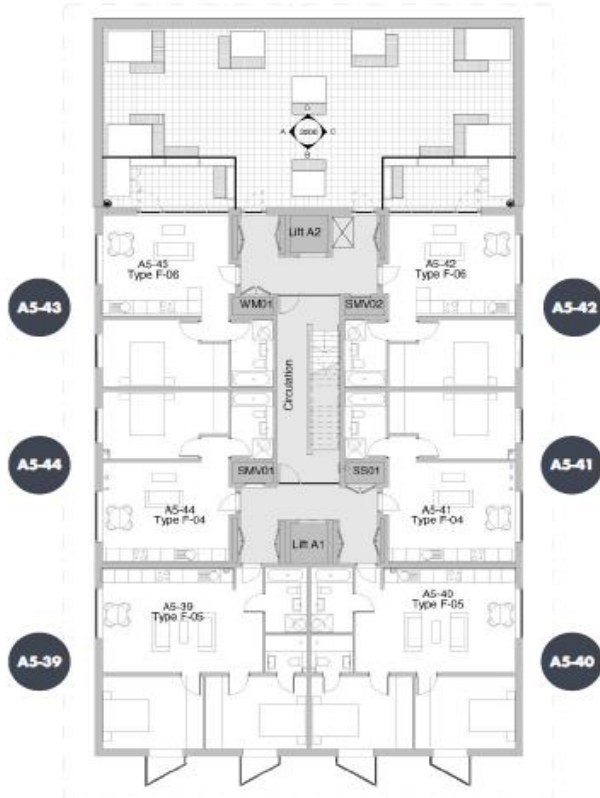 D
A
C
B
Lift A2
A5-43
Type F-06
A5-42
Type F-06
A5-43
A5-42
WM01
SMV02
Circulation
A5-44
A5-41
SMV01
SS01
A5-44
Type F-04
A5-41
Type F-04
Lift A1
A5-39
Type F-05
A5-40
Type F-05
A5-39
A5-40